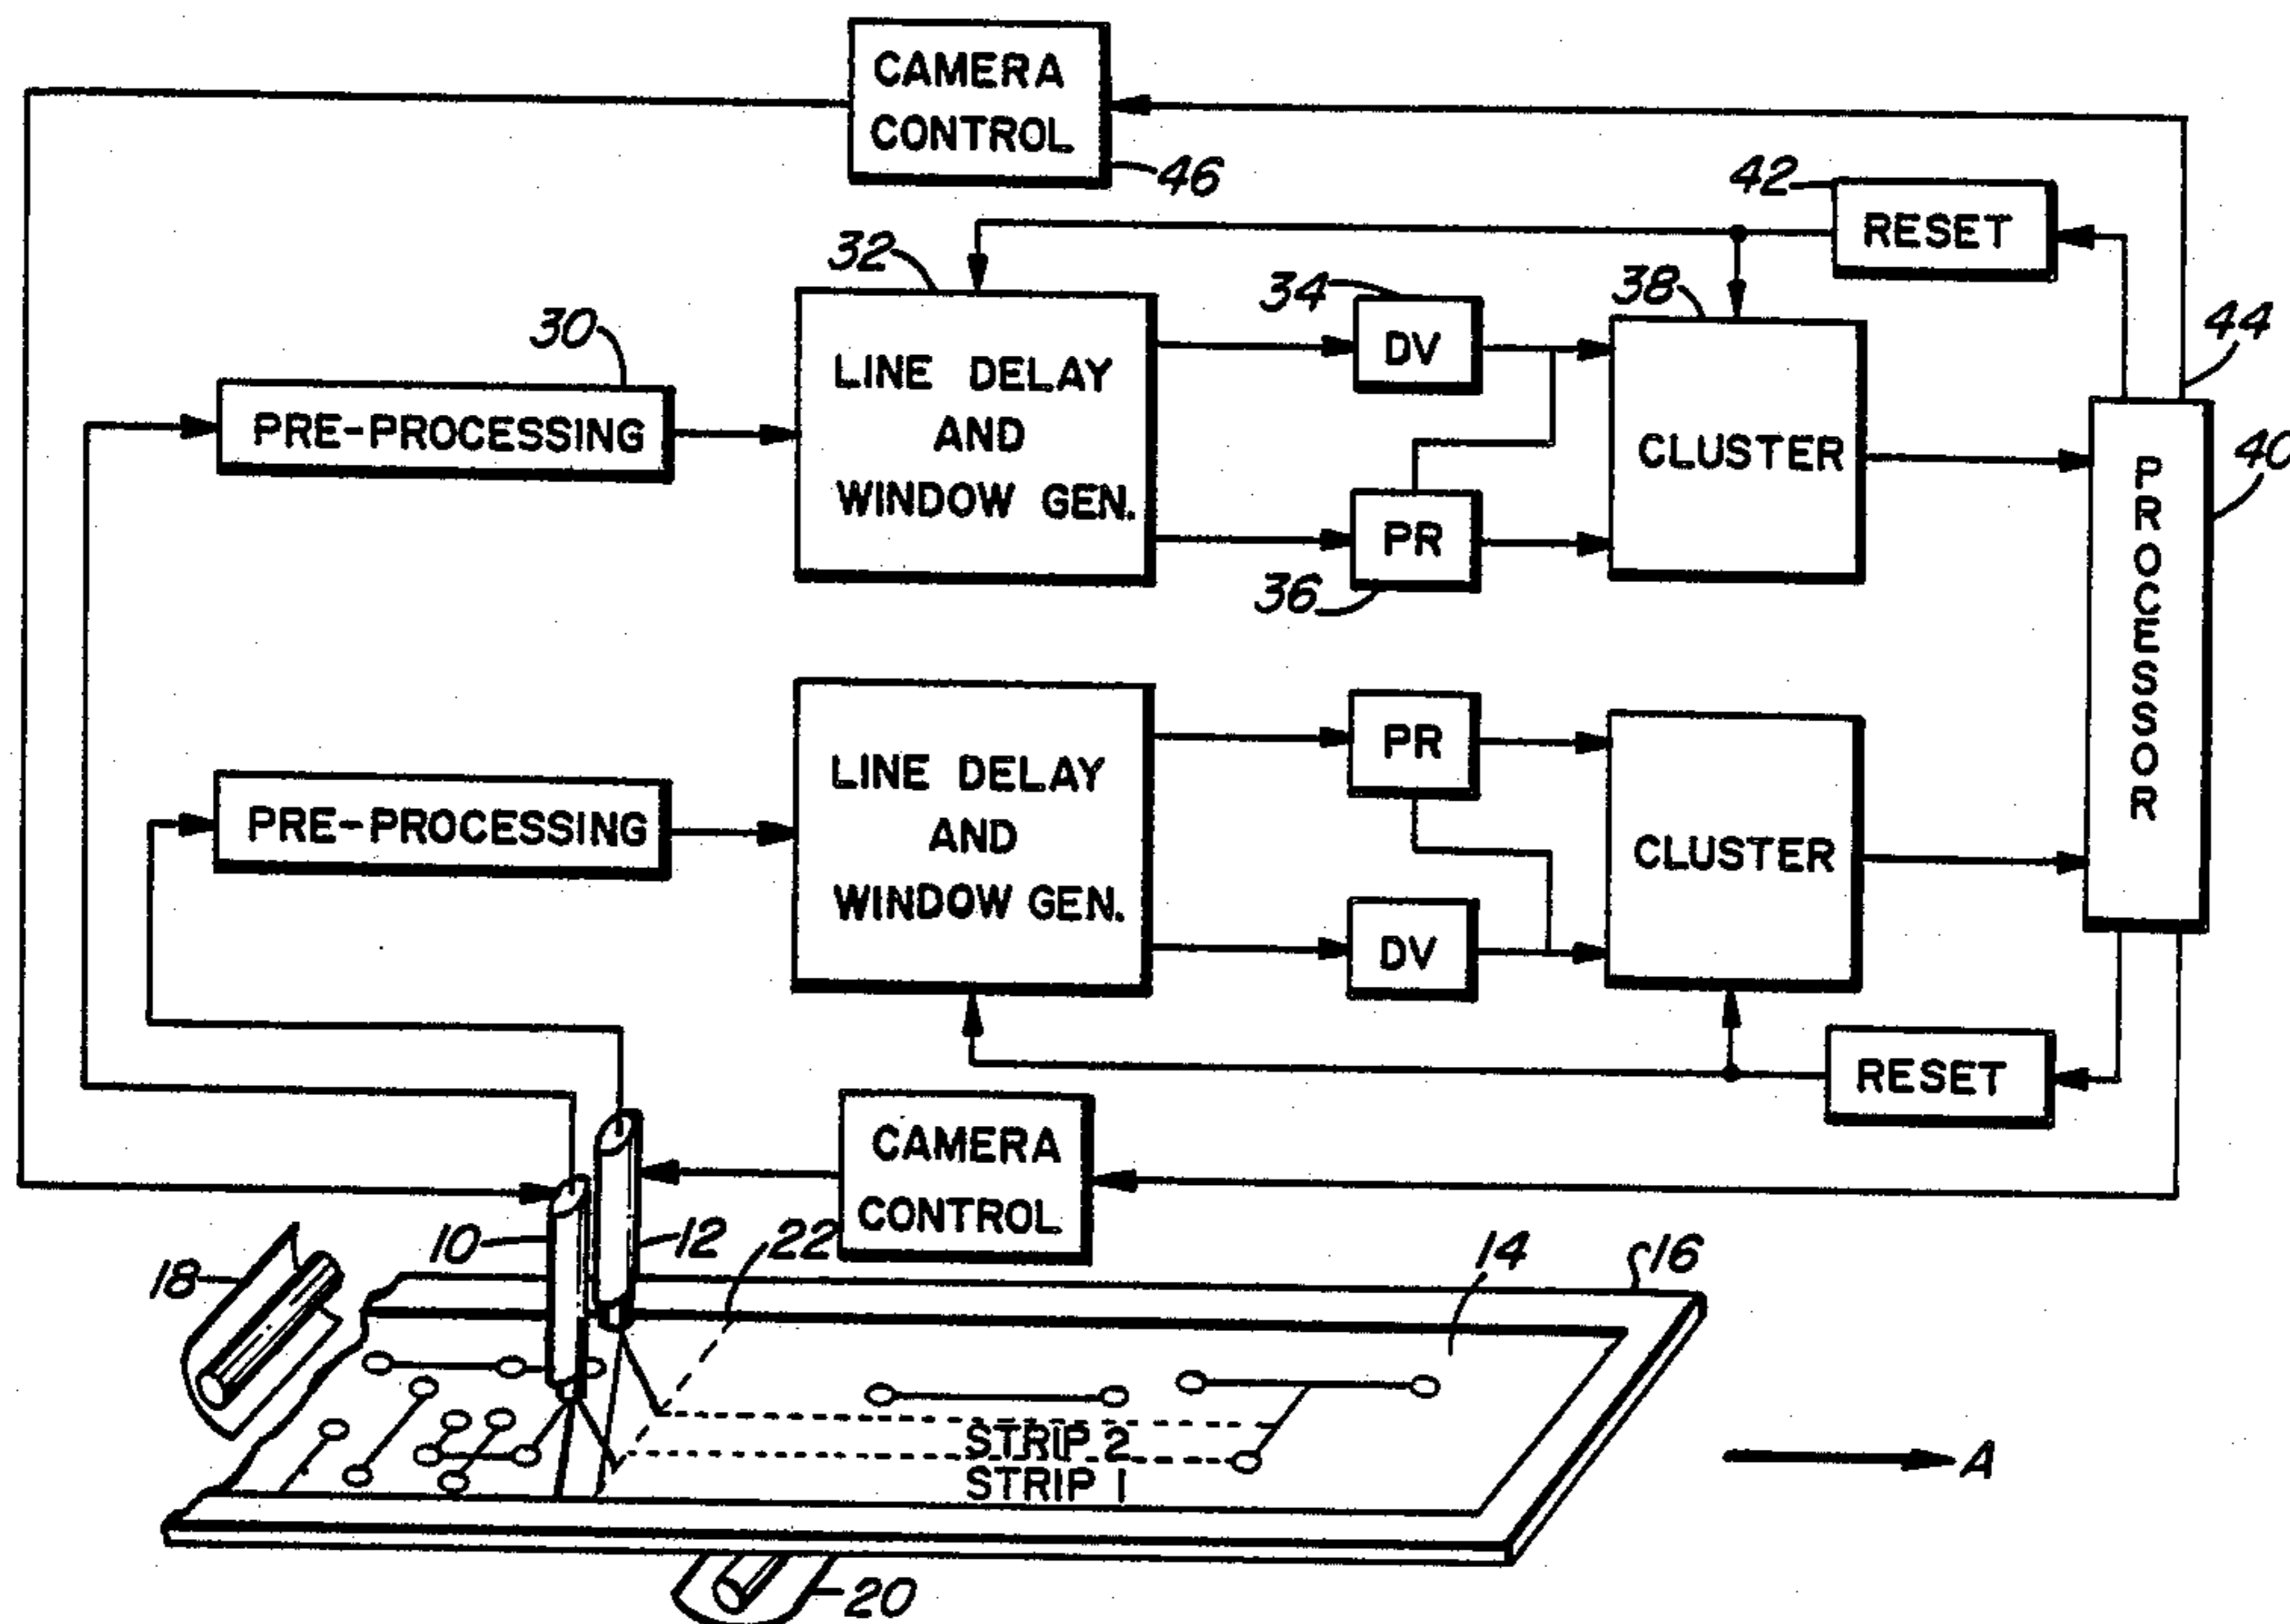 CAMERA
CONTROL
46
42
RESET
32
34
38
44
30
DV
LINE DELAY
AND
WINDOW GEN.
PRE-PROCESSING
CLUSTER
40
PROCESSOR
PR
36
PR
LINE DELAY
AND
WINDOW GEN.
PRE-PROCESSING
CLUSTER
DV
RESET
CAMERA
CONTROL
10
12
22
14
16
18
STRIP 2
STRIP 1
A
20